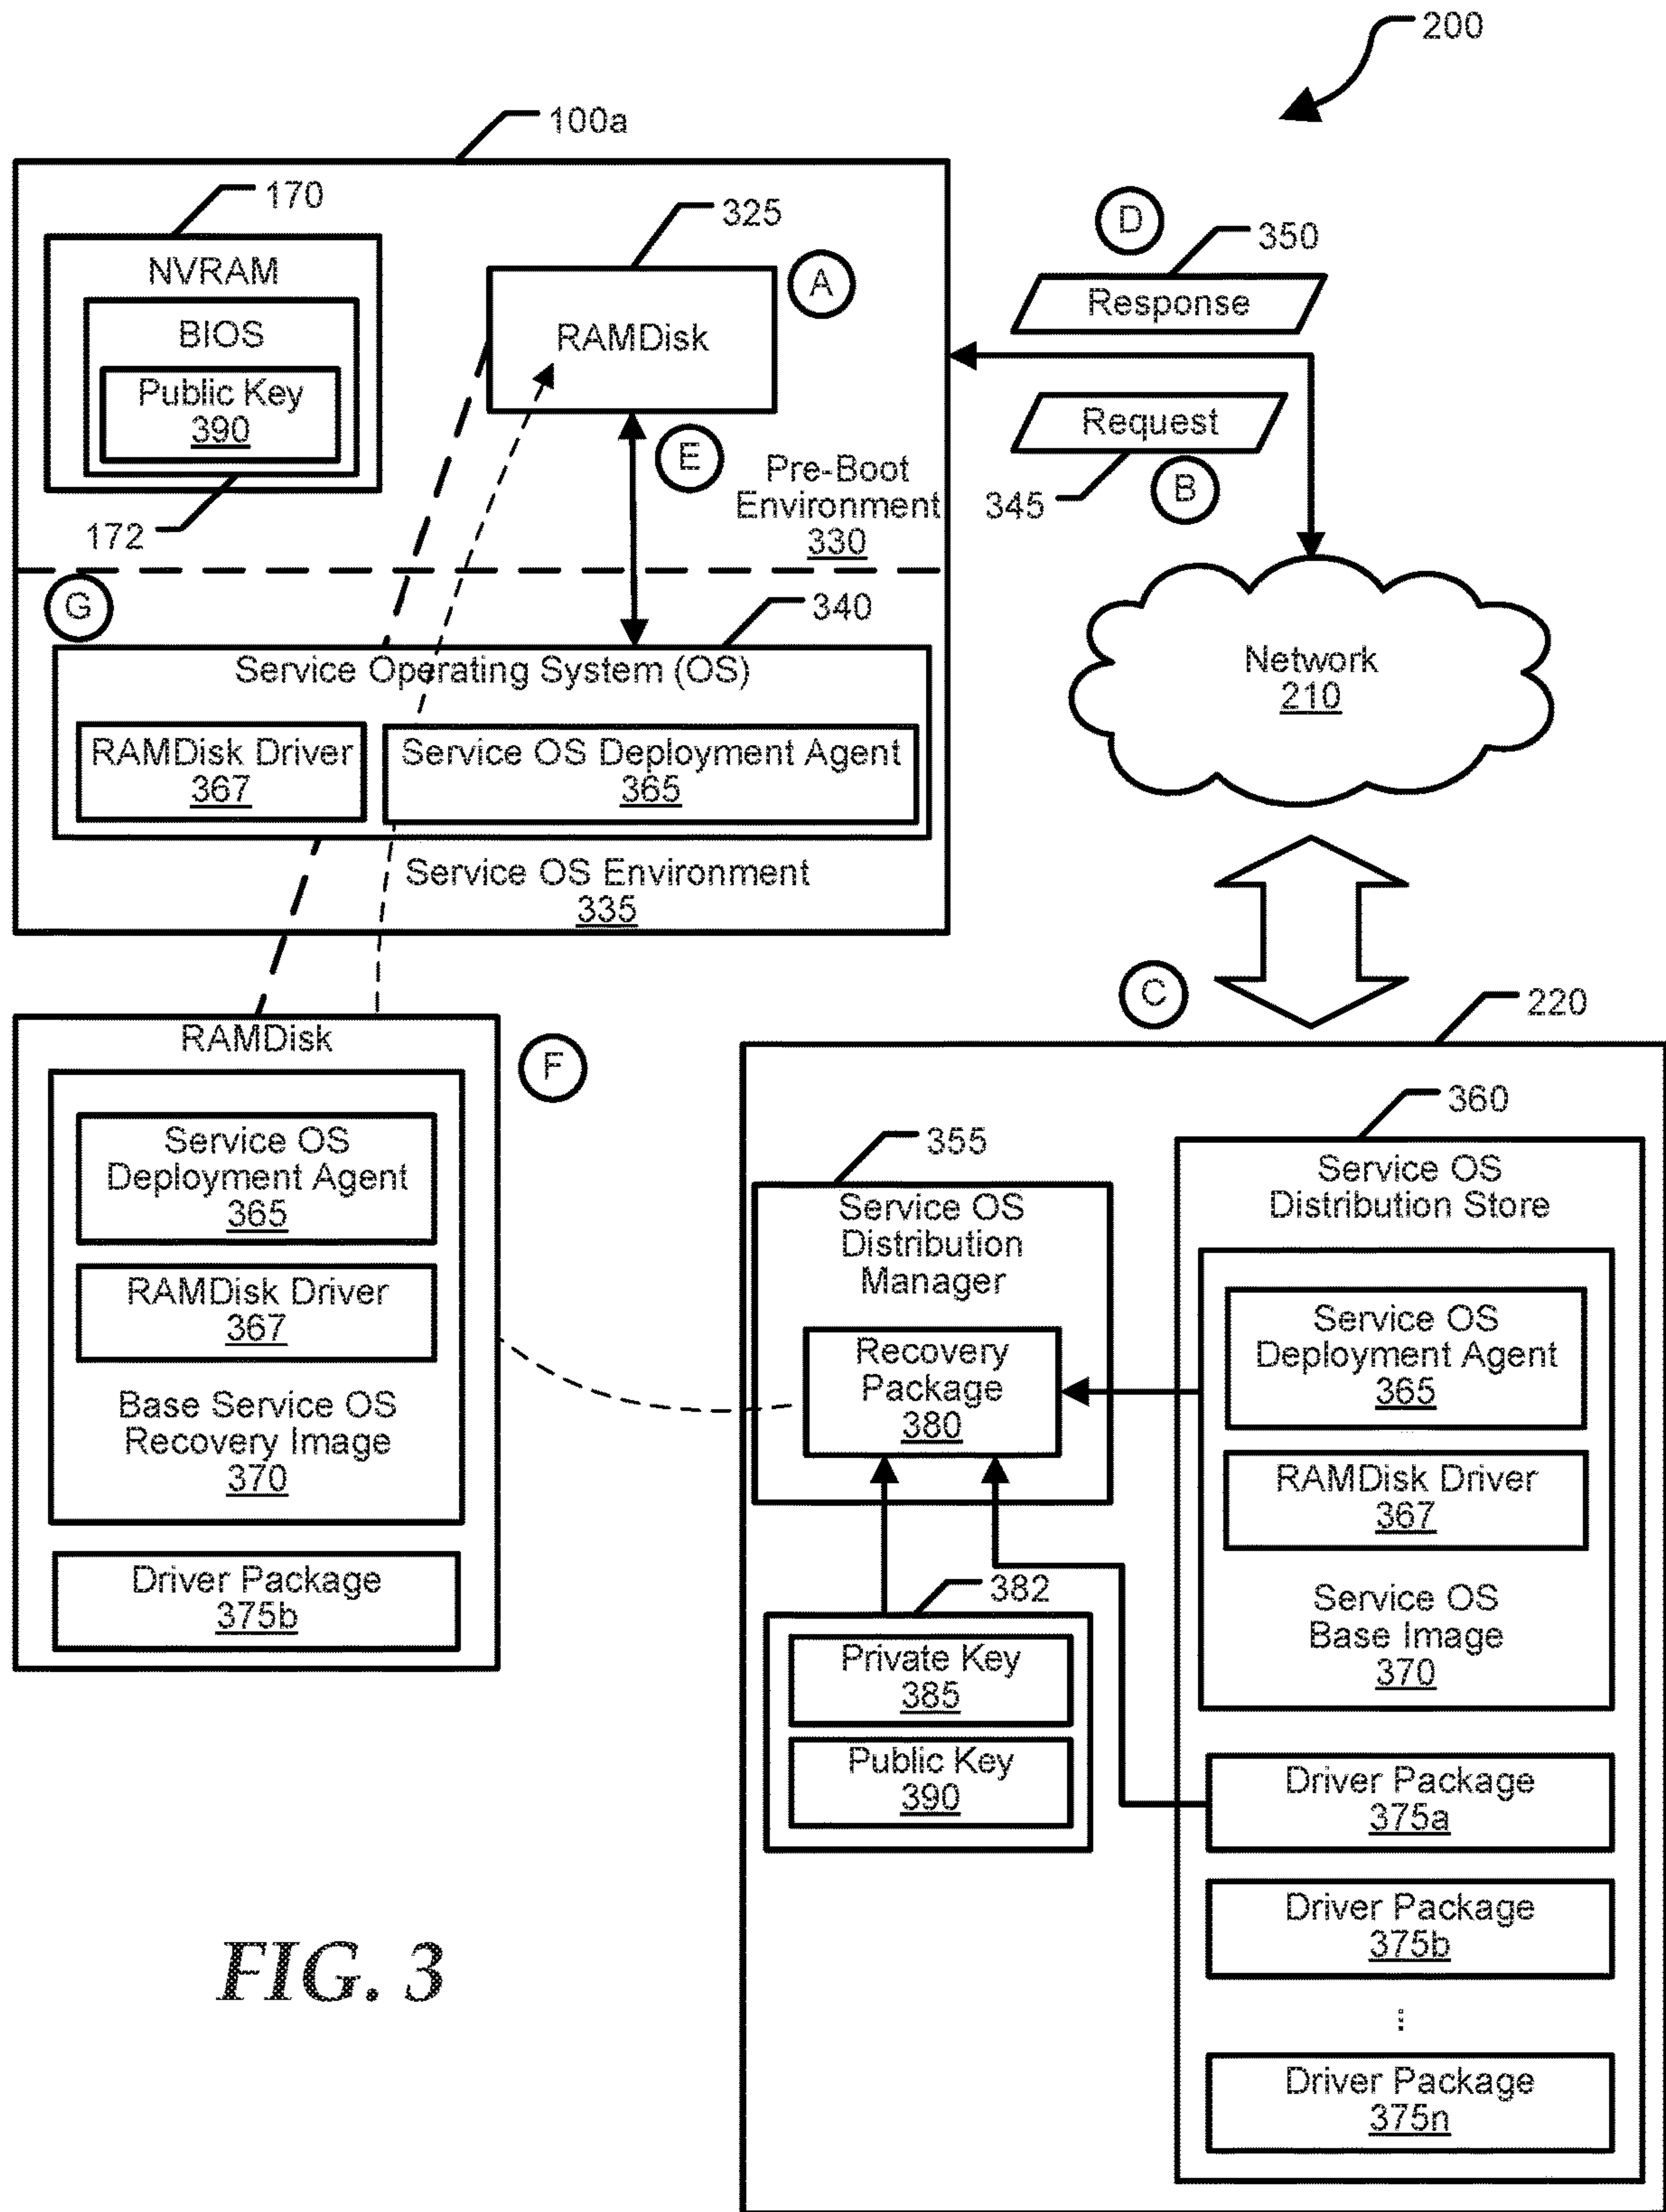 200
100a
170
NVRAM
BIOS
Public Key
390
172
325
RAMDisk
A
E
Pre-Boot
Environment
330
D
350
Response
Request
345
B
Network
210
G
340
Service Operating System (OS)
RAMDisk Driver
367
Service OS Deployment Agent
365
Service OS Environment
335
C
220
RAMDisk
F
Service OS
Deployment Agent
365
RAMDisk Driver
367
Base Service OS
Recovery Image
370
Driver Package
375b
355
Service OS
Distribution
Manager
Recovery
Package
380
382
Private Key
385
Public Key
390
360
Service OS
Distribution Store
Service OS
Deployment Agent
365
RAMDisk Driver
367
Service OS
Base Image
370
Driver Package
375a
Driver Package
375b
⋮
Driver Package
375n
FIG. 3